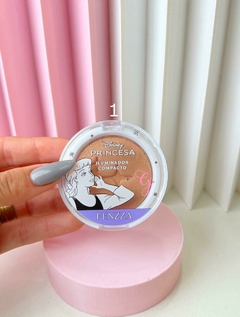 1
Disney
PRINCESA
ILUMINADOR
COMPACTO
FENZZA